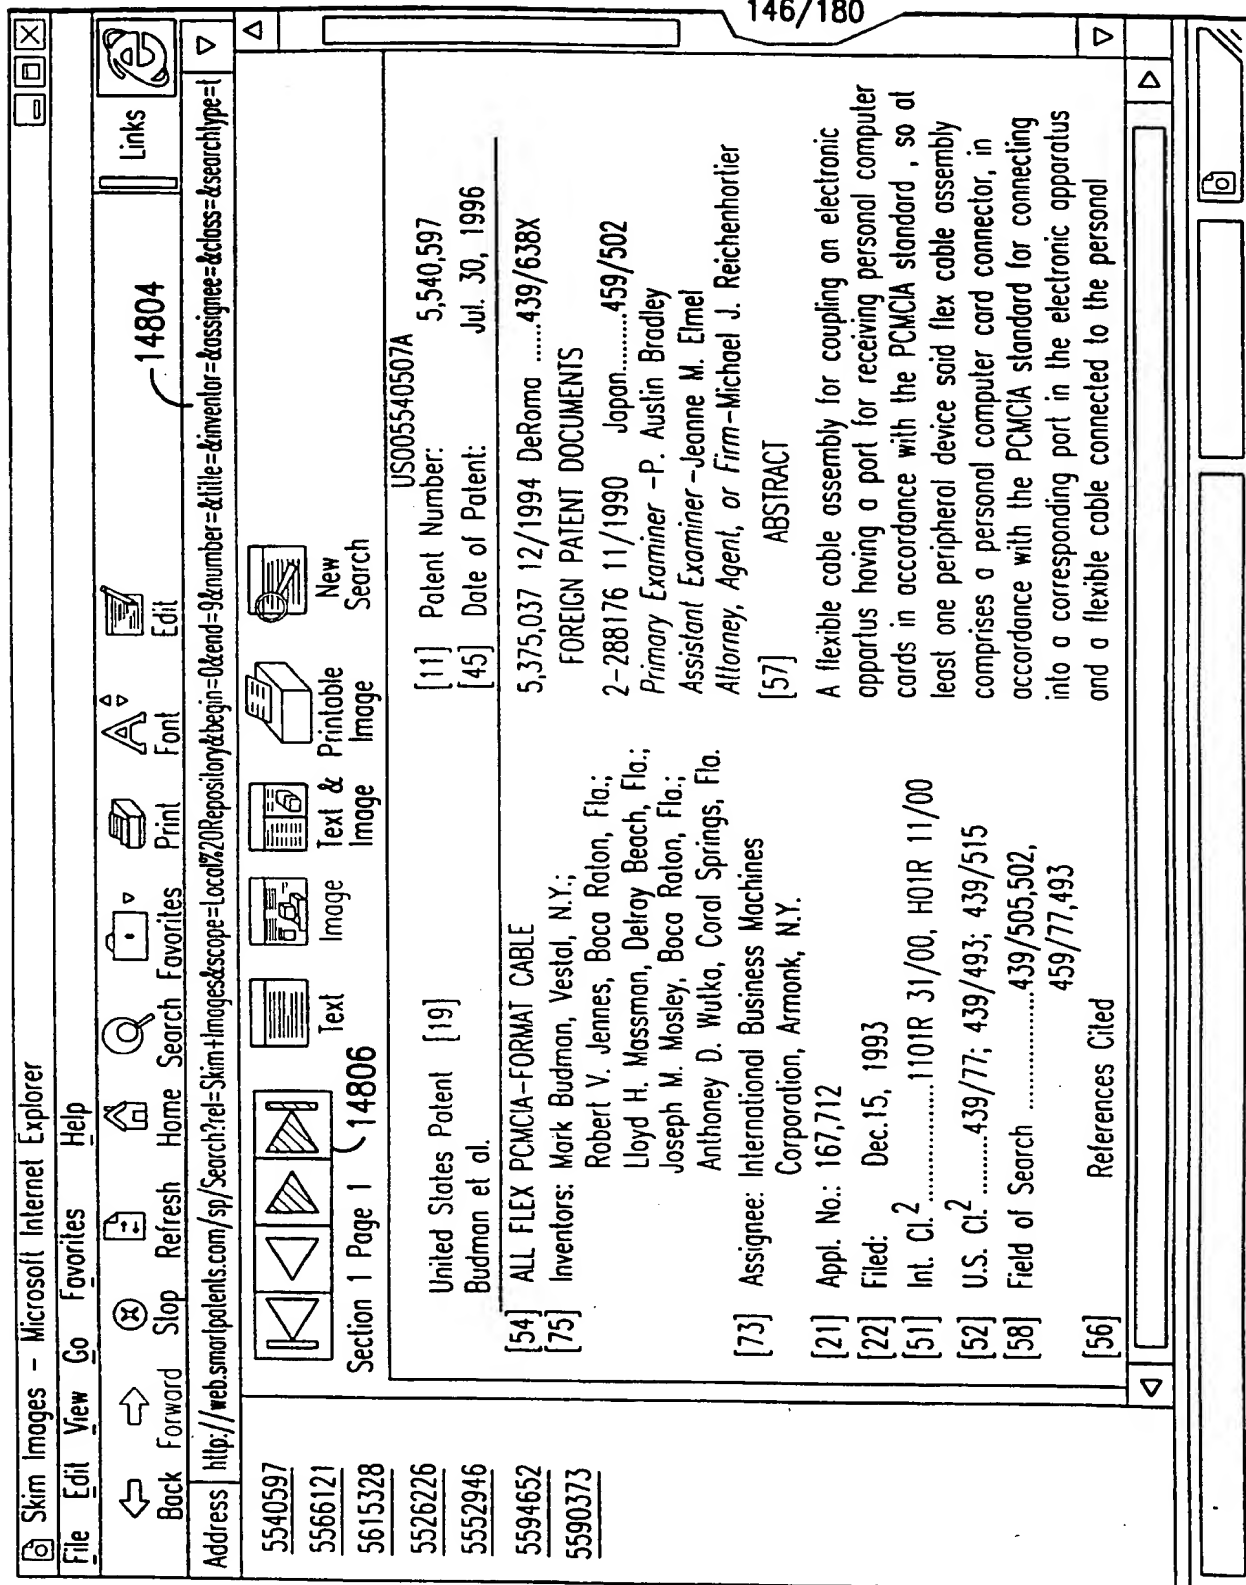 146/180
Skim Images - Microsoft Internet Explorer
File Edit View Go Favorites Help
Back Forward Stop Refresh Home Search Favorites Print Font Edit
Links
14804
Address http://web.smartpatents.com/sp/Search?rel=Skim+Images&scope=Local%20Repository&begin=0&end=9&number=&title=&inventor=&assignee=&class=&searchtype=t
5540597
5566121
5615328
5526226
5552946
5594652
5590373
14806
Section 1 Page 1
Text
Image
Text & Image
Printable Image
New Search
United States Patent [19]
Budman et al.
US005540507A
[11] Patent Number: 5,540,597
[45] Date of Patent: Jul. 30, 1996
[54] ALL FLEX PCMCIA-FORMAT CABLE
[75] Inventors: Mark Budman, Vestal, N.Y.;
Robert V. Jennes, Boca Raton, Fla.;
Lloyd H. Massman, Delray Beach, Fla.;
Joseph M. Mosley, Boca Raton, Fla.;
Anthoney D. Wulka, Coral Springs, Fla.
[73] Assignee: International Business Machines
Corporation, Armonk, N.Y.
[21] Appl. No.: 167,712
[22] Filed: Dec.15, 1993
[51] Int. Cl.2 ................1101R 31/00, H01R 11/00
[52] U.S. Cl.2 ........439/77; 439/493; 439/515
[58] Field of Search ................439/505,502,
459/77,493
[56] References Cited
5,375,037 12/1994 DeRoma ......439/638X
FOREIGN PATENT DOCUMENTS
2-288176 11/1990 Japan.........459/502
Primary Examiner -P. Austin Bradley
Assistant Examiner-Jeanne M. Elmel
Attorney, Agent, or Firm-Michael J. Reichenhortier
[57] ABSTRACT
A flexible cable assembly for coupling an electronic
appartus having a port for receiving personal computer
cards in accordance with the PCMCIA standard , so at
least one peripheral device said flex cable assembly
comprises a personal computer card connector, in
accordance with the PCMCIA standard for connecting
into a corresponding port in the electronic apparatus
and a flexible cable connected to the personal